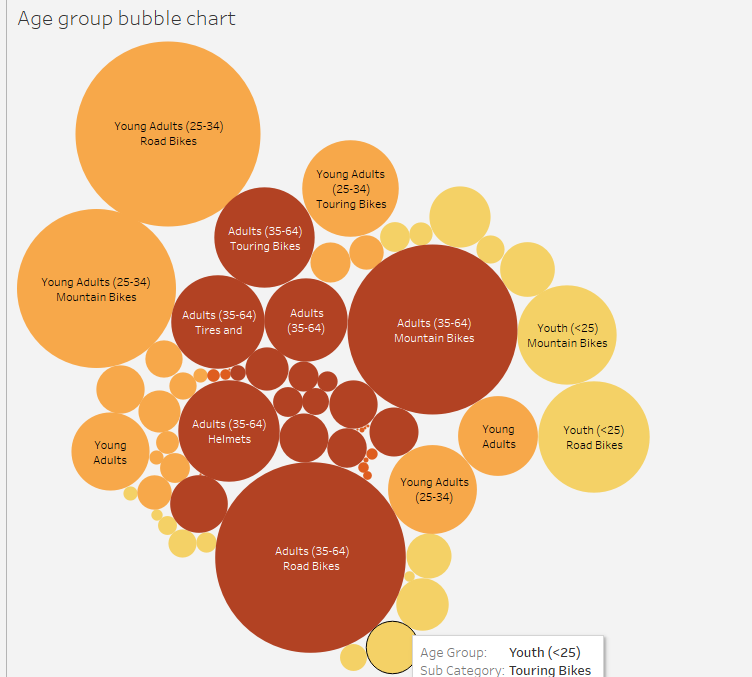 Age group bubble chart
Young Adults (25-34)
Road Bikes
Young Adults
(25-34)
Touring Bikes
Adults (35-64)
Touring Bikes
Young Adults (25-34)
Mountain Bikes
Adults (35-64)
Tires and
Adults
(35-64)
Adults (35-64)
Mountain Bikes
Youth (<25)
Mountain Bikes
Adults (35-64)
Helmets
Young
Adults
Young
Adults
Youth (<25)
Road Bikes
Young Adults
(25-34)
Adults (35-64)
Road Bikes
Age Group: Youth (<25)
Sub Category: Touring Bikes